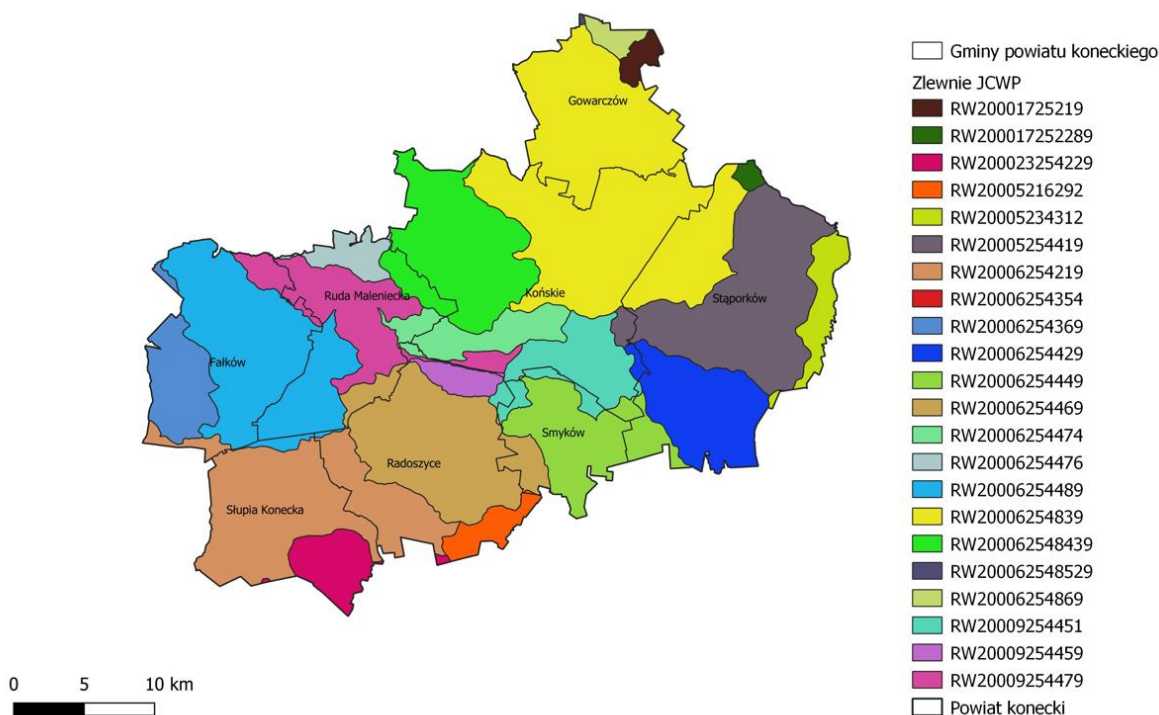 Gowarczów
Ruda Maleniecka
Końskie
Stąporków
Fałków
Smyków
Radoszyce
Słupia Konecka
0 5 10 km
Gminy powiatu koneckiego
Zlewnie JCWP
RW20001725219
RW200017252289
RW200023254229
RW20005216292
RW20005234312
RW20005254419
RW20006254219
RW20006254354
RW20006254369
RW20006254429
RW20006254449
RW20006254469
RW20006254474
RW20006254476
RW20006254489
RW20006254839
RW200062548439
RW200062548529
RW20006254869
RW20009254451
RW20009254459
RW20009254479
Powiat konecki